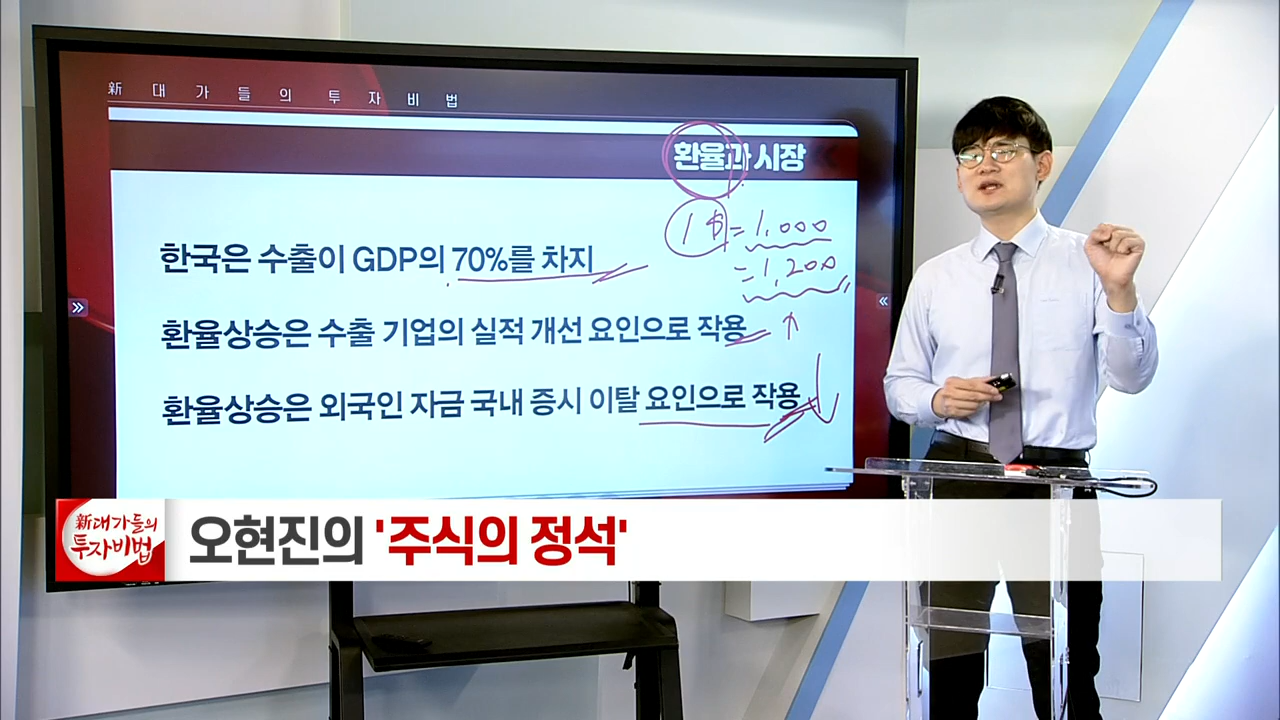 新 대 가 들 의 투 자 비 법
환율과 시장
1$ = 1,000
= 1,200
한국은 수출이 GDP의 70%를 차지
환율상승은 수출 기업의 실적 개선 요인으로 작용
환율상승은 외국인 자금 국내 증시 이탈 요인으로 작용
新대가들의
투자비법
오현진의 '주식의 정석'